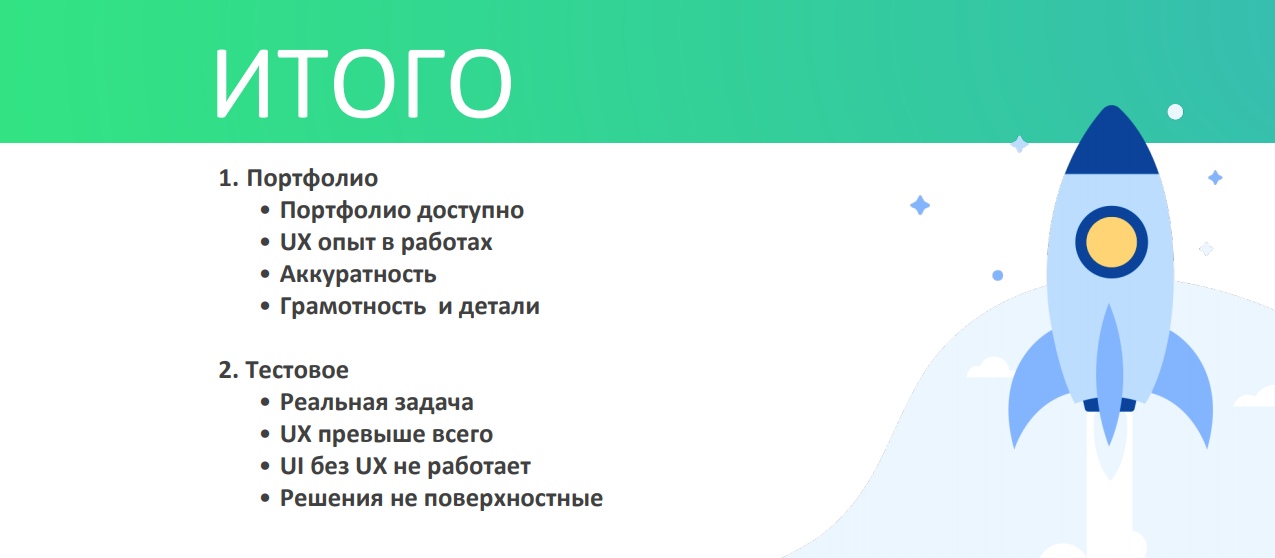 ИТОГО
1. Портфолио
• Портфолио доступно
• UX опыт в работах
• Аккуратность
• Грамотность  и детали
2. Тестовое
• Реальная задача
• UX превыше всего
• UI без UX не работает
• Решения не поверхностные